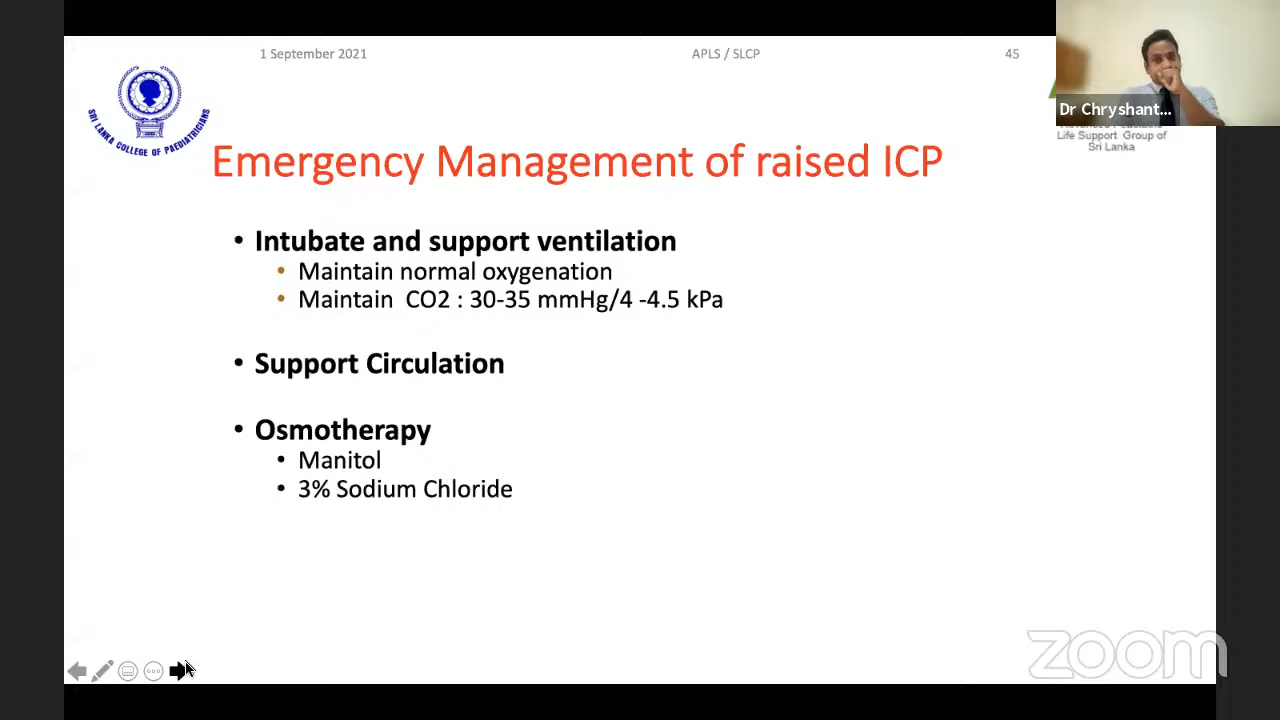 1 September 2021
APLS / SLCP
45
Dr Chryshant...
SRI LANKA COLLEGE OF PAEDIATRICIANS
Life Support Group of
Sri Lanka
Emergency Management of raised ICP
• Intubate and support ventilation
• Maintain normal oxygenation
• Maintain CO2 : 30-35 mmHg/4 -4.5 kPa
• Support Circulation
• Osmotherapy
• Manitol
• 3% Sodium Chloride
zoom